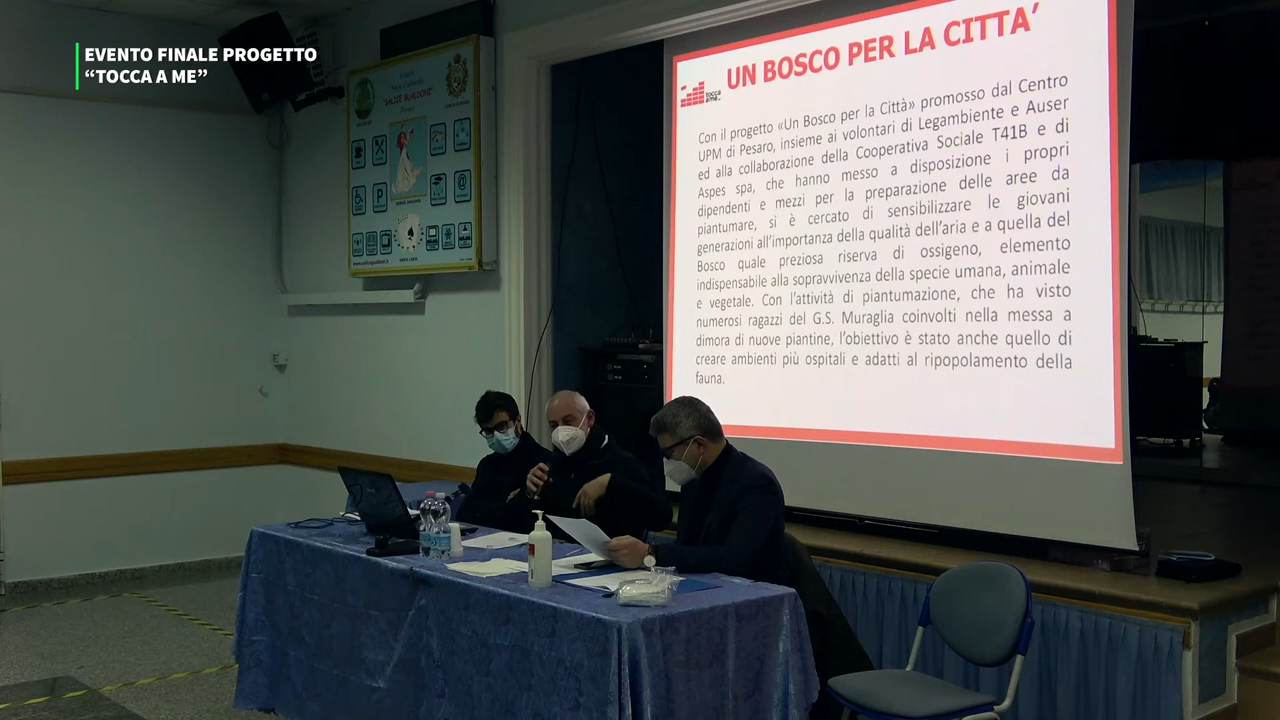 EVENTO FINALE PROGETTO
“TOCCA A ME”
"SALICE GUALDONI"
UN BOSCO PER LA CITTA’
tocca
a me
Con il progetto «Un Bosco per la Città» promosso dal Centro
UPM di Pesaro, insieme ai volontari di Legambiente e Auser
ed alla collaborazione della Cooperativa Sociale T41B e di
Aspes spa, che hanno messo a disposizione i propri
dipendenti e mezzi per la preparazione delle aree da
piantumare, si è cercato di sensibilizzare le giovani
generazioni all’importanza della qualità dell’aria e a quella del
Bosco quale preziosa riserva di ossigeno, elemento
indispensabile alla sopravvivenza della specie umana, animale
e vegetale. Con l’attività di piantumazione, che ha visto
numerosi ragazzi del G.S. Muraglia coinvolti nella messa a
dimora di nuove piantine, l’obiettivo è stato anche quello di
creare ambienti più ospitali e adatti al ripopolamento della
fauna.